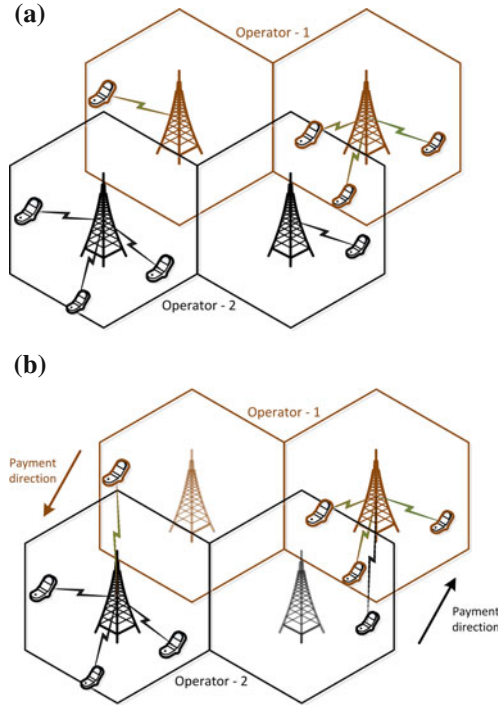 (a)
Operator - 1
Operator - 2
(b)
Operator - 1
Payment
direction
Payment
direction
Operator - 2